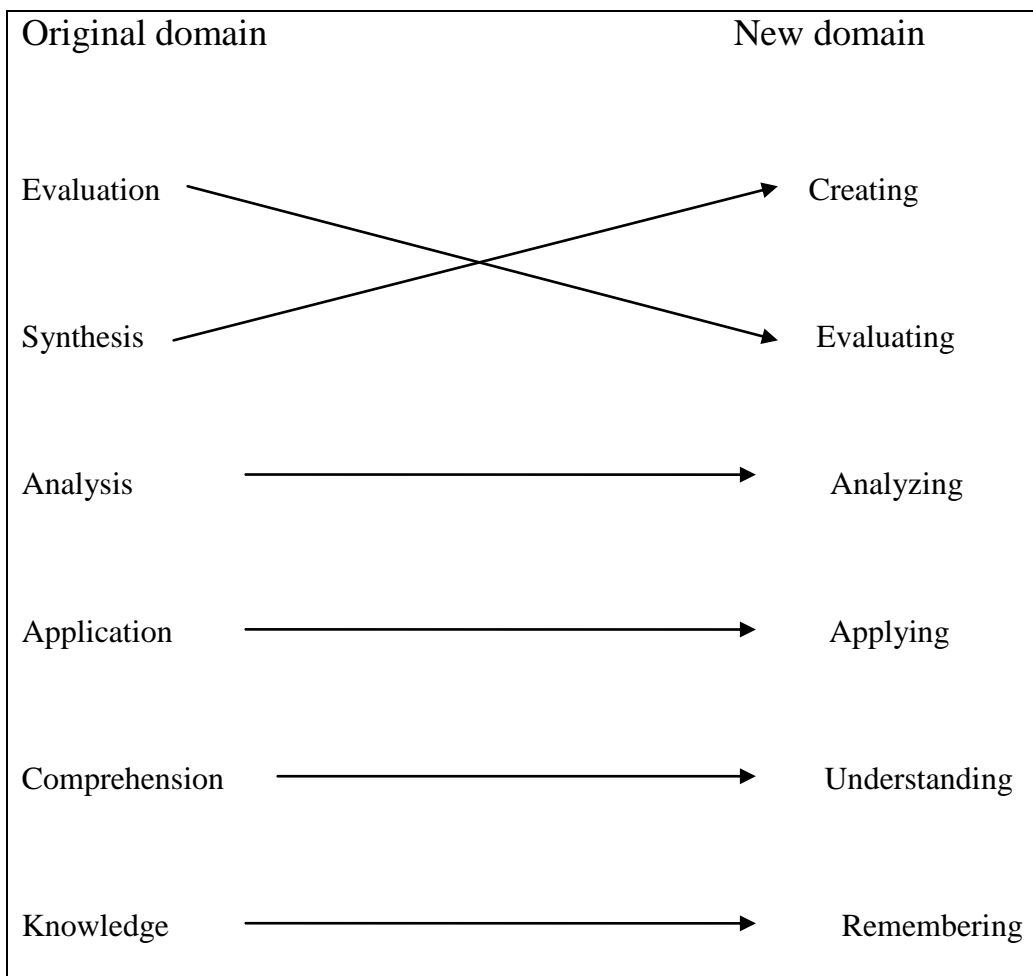 Original domain New domain
Evaluation Creating
Synthesis Evaluating
Analysis Analyzing
Application Applying
Comprehension Understanding
Knowledge Remembering